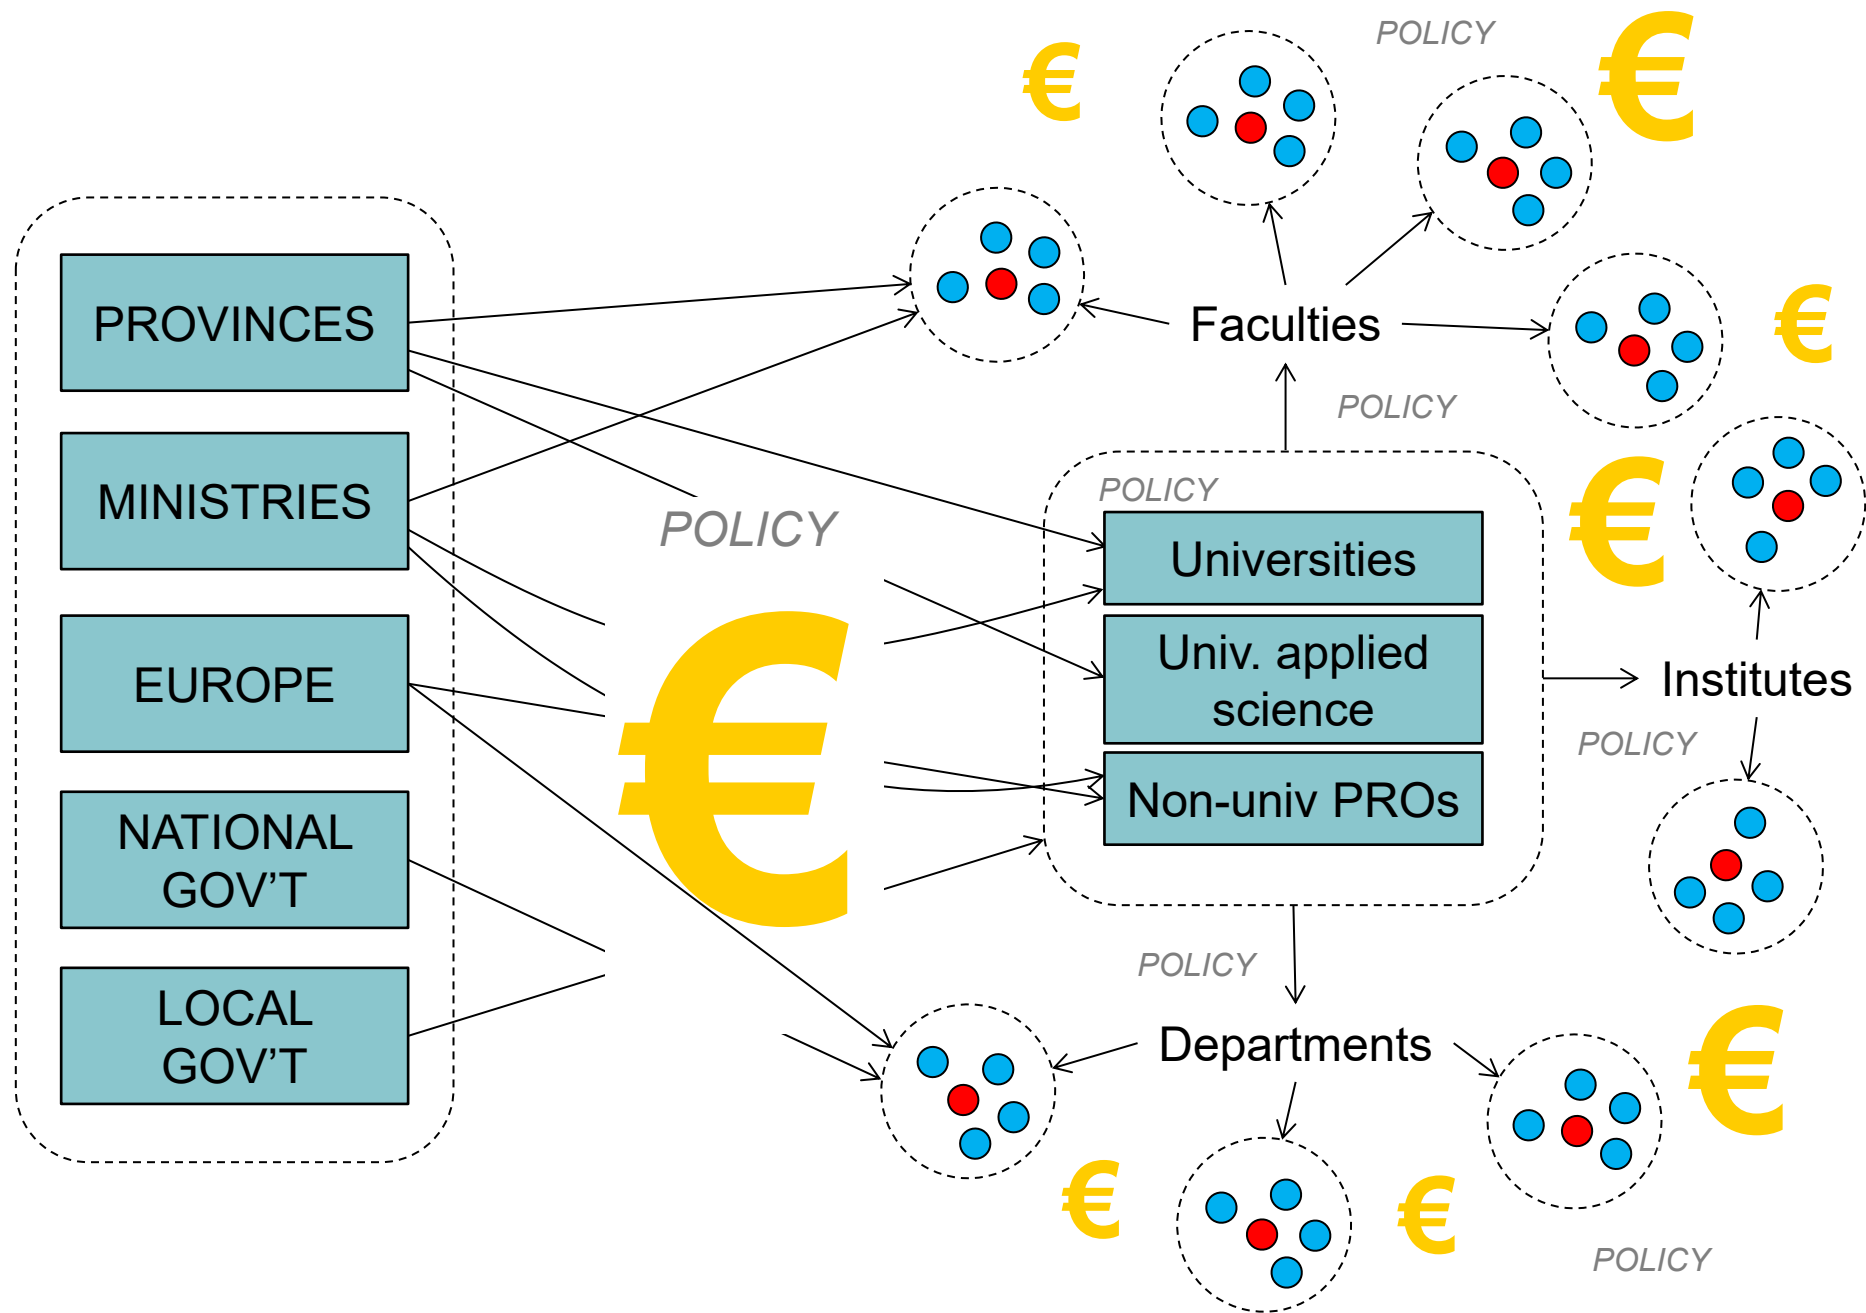 POLICY
€
€
PROVINCES
Faculties
€
POLICY
MINISTRIES
POLICY
POLICY
€
Universities
EUROPE
€
Univ. applied
science
Institutes
POLICY
Non-univ PROs
NATIONAL
GOV’T
POLICY
LOCAL
GOV’T
Departments
€
€
€
POLICY